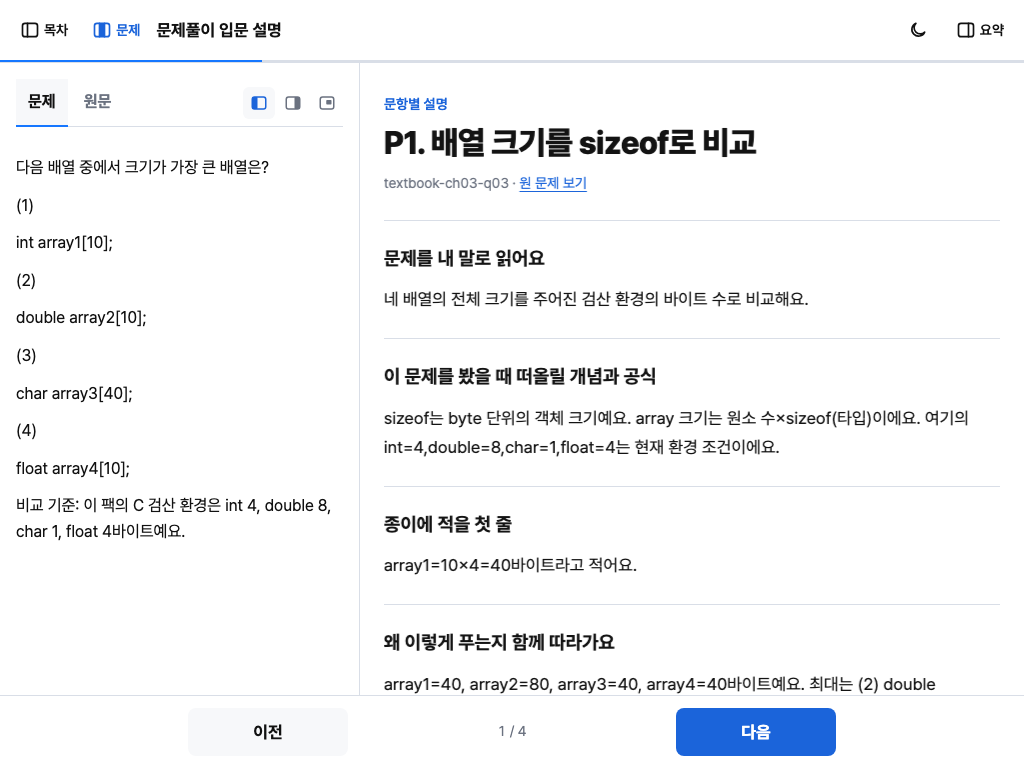 목차
문제
문제풀이 입문 설명
요약
문제
원문
다음 배열 중에서 크기가 가장 큰 배열은?
(1)
int array1[10];
(2)
double array2[10];
(3)
char array3[40];
(4)
float array4[10];
비교 기준: 이 팩의 C 검산 환경은 int 4, double 8,
char 1, float 4바이트예요.
문항별 설명
P1. 배열 크기를 sizeof로 비교
textbook-ch03-q03 · 원 문제 보기
문제를 내 말로 읽어요
네 배열의 전체 크기를 주어진 검산 환경의 바이트 수로 비교해요.
이 문제를 봤을 때 떠올릴 개념과 공식
sizeof는 byte 단위의 객체 크기예요. array 크기는 원소 수×sizeof(타입)이에요. 여기의
int=4,double=8,char=1,float=4는 현재 환경 조건이에요.
종이에 적을 첫 줄
array1=10×4=40바이트라고 적어요.
왜 이렇게 푸는지 함께 따라가요
array1=40, array2=80, array3=40, array4=40바이트예요. 최대는 (2) double
이전
1 / 4
다음